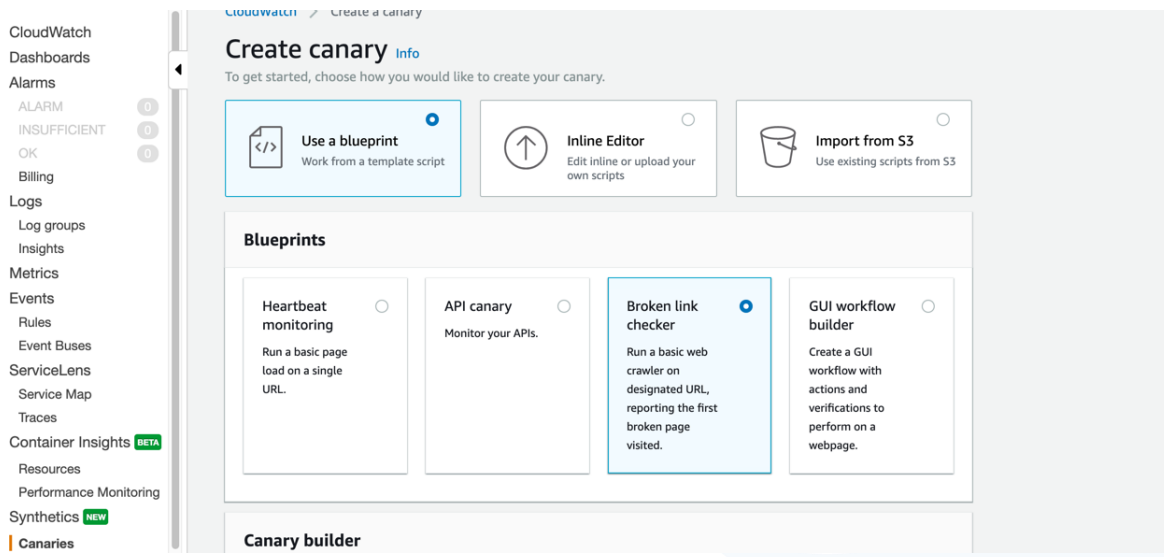 CloudWatch / Create a canary
CloudWatch
Dashboards
Alarms
ALARM 0
INSUFFICIENT 0
OK 0
Billing
Logs
Log groups
Insights
Metrics
Events
Rules
Event Buses
ServiceLens
Service Map
Traces
Container Insights BETA
Resources
Performance Monitoring
Synthetics NEW
Canaries
Create canary Info
To get started, choose how you would like to create your canary.
Use a blueprint
Work from a template script
Inline Editor
Edit inline or upload your
own scripts
Import from S3
Use existing scripts from S3
Blueprints
Heartbeat
monitoring
Run a basic page
load on a single
URL.
API canary
Monitor your APIs.
Broken link
checker
Run a basic web
crawler on
designated URL,
reporting the first
broken page
visited.
GUI workflow
builder
Create a GUI
workflow with
actions and
verifications to
perform on a
webpage.
Canary builder